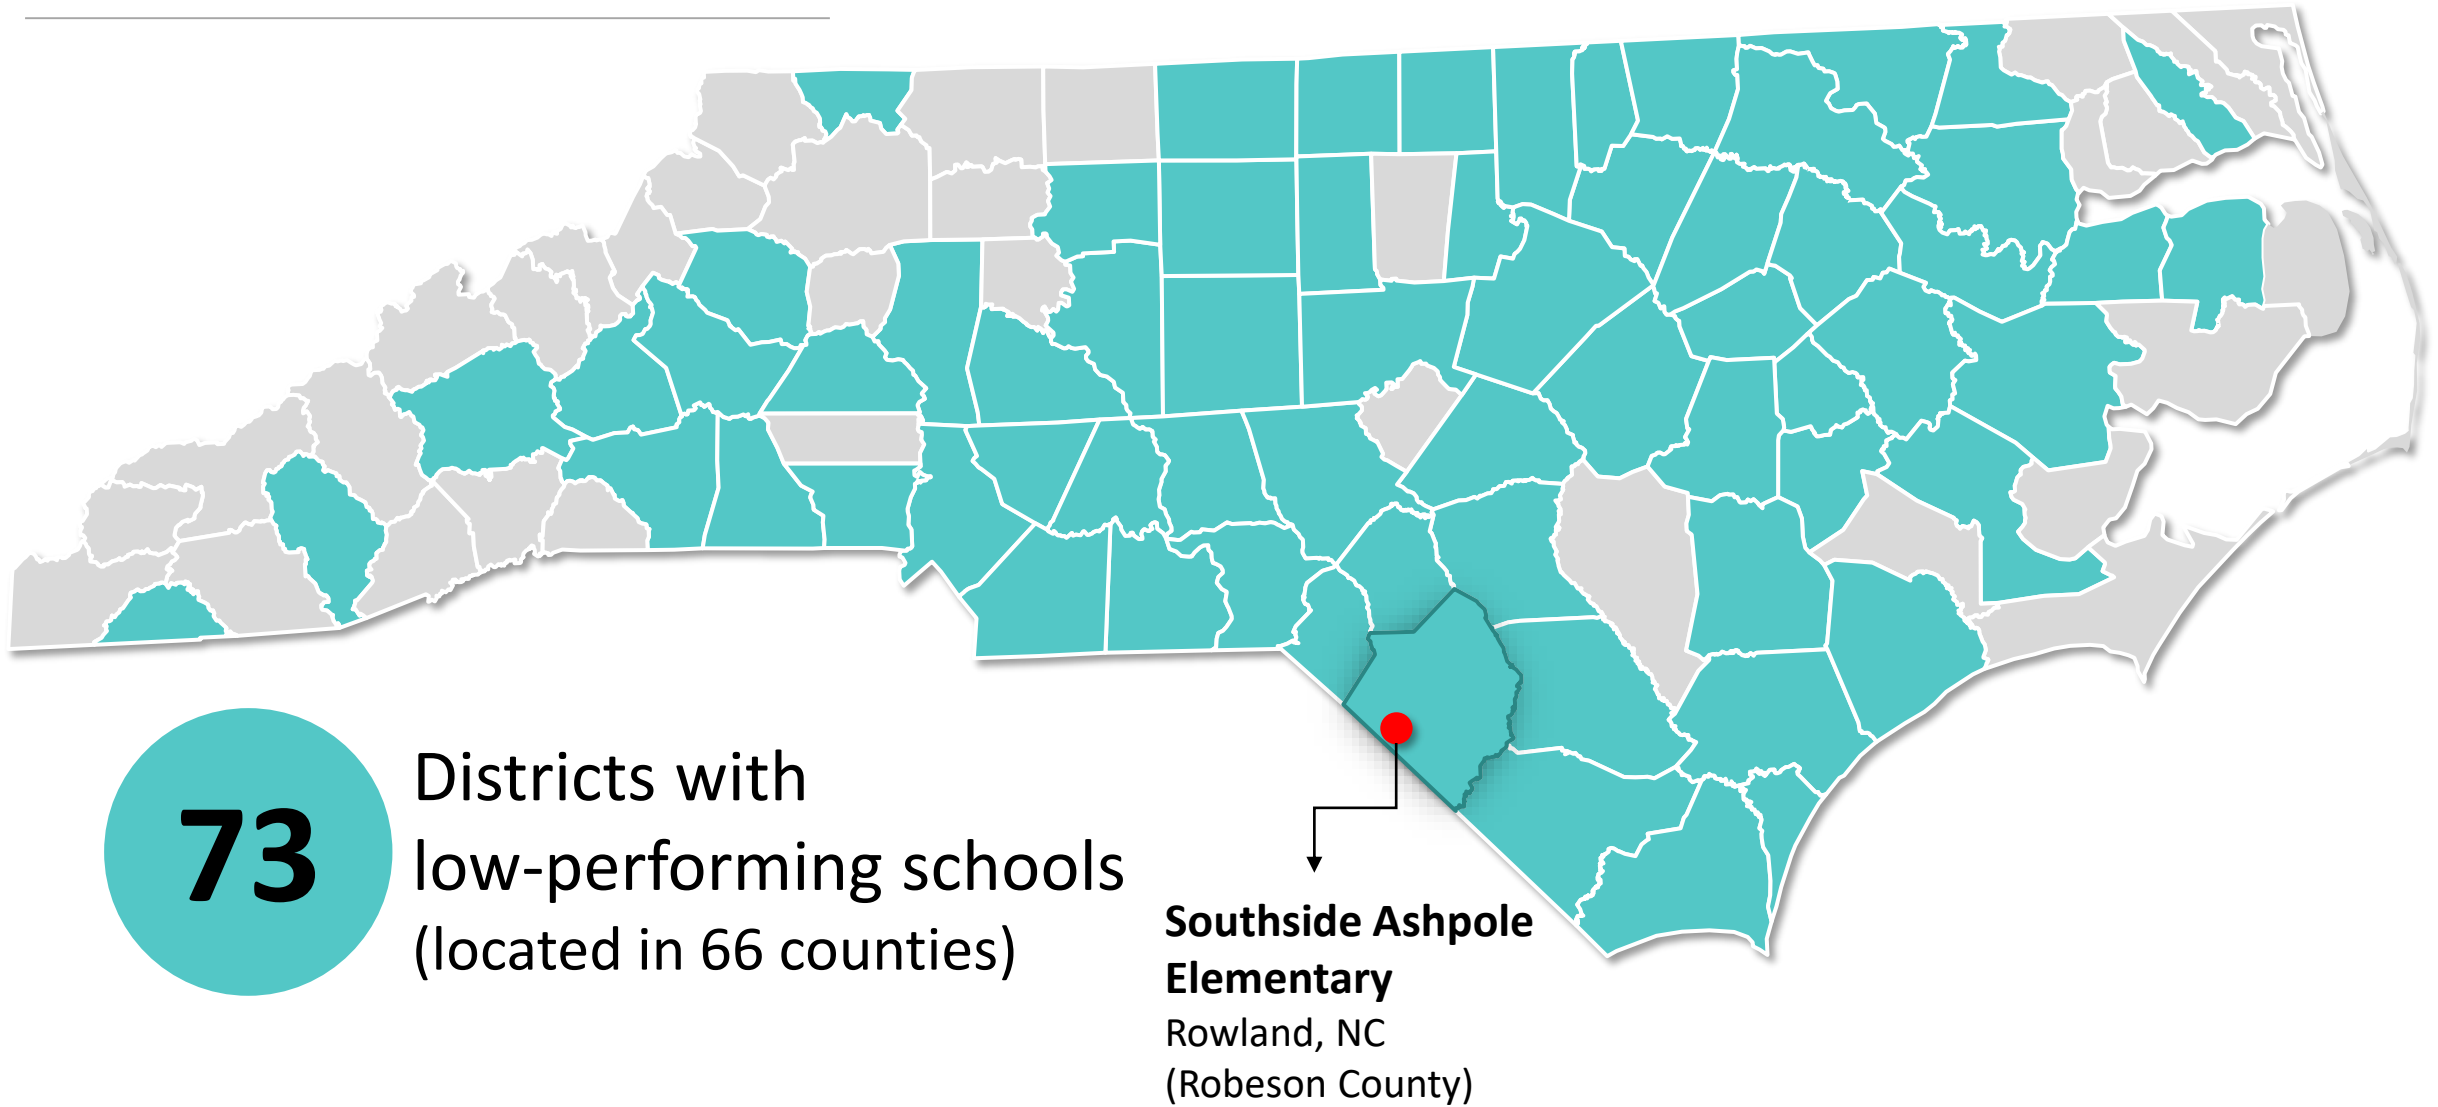 73
Districts with
low-performing schools
(located in 66 counties)
Southside Ashpole
Elementary
Rowland, NC
(Robeson County)